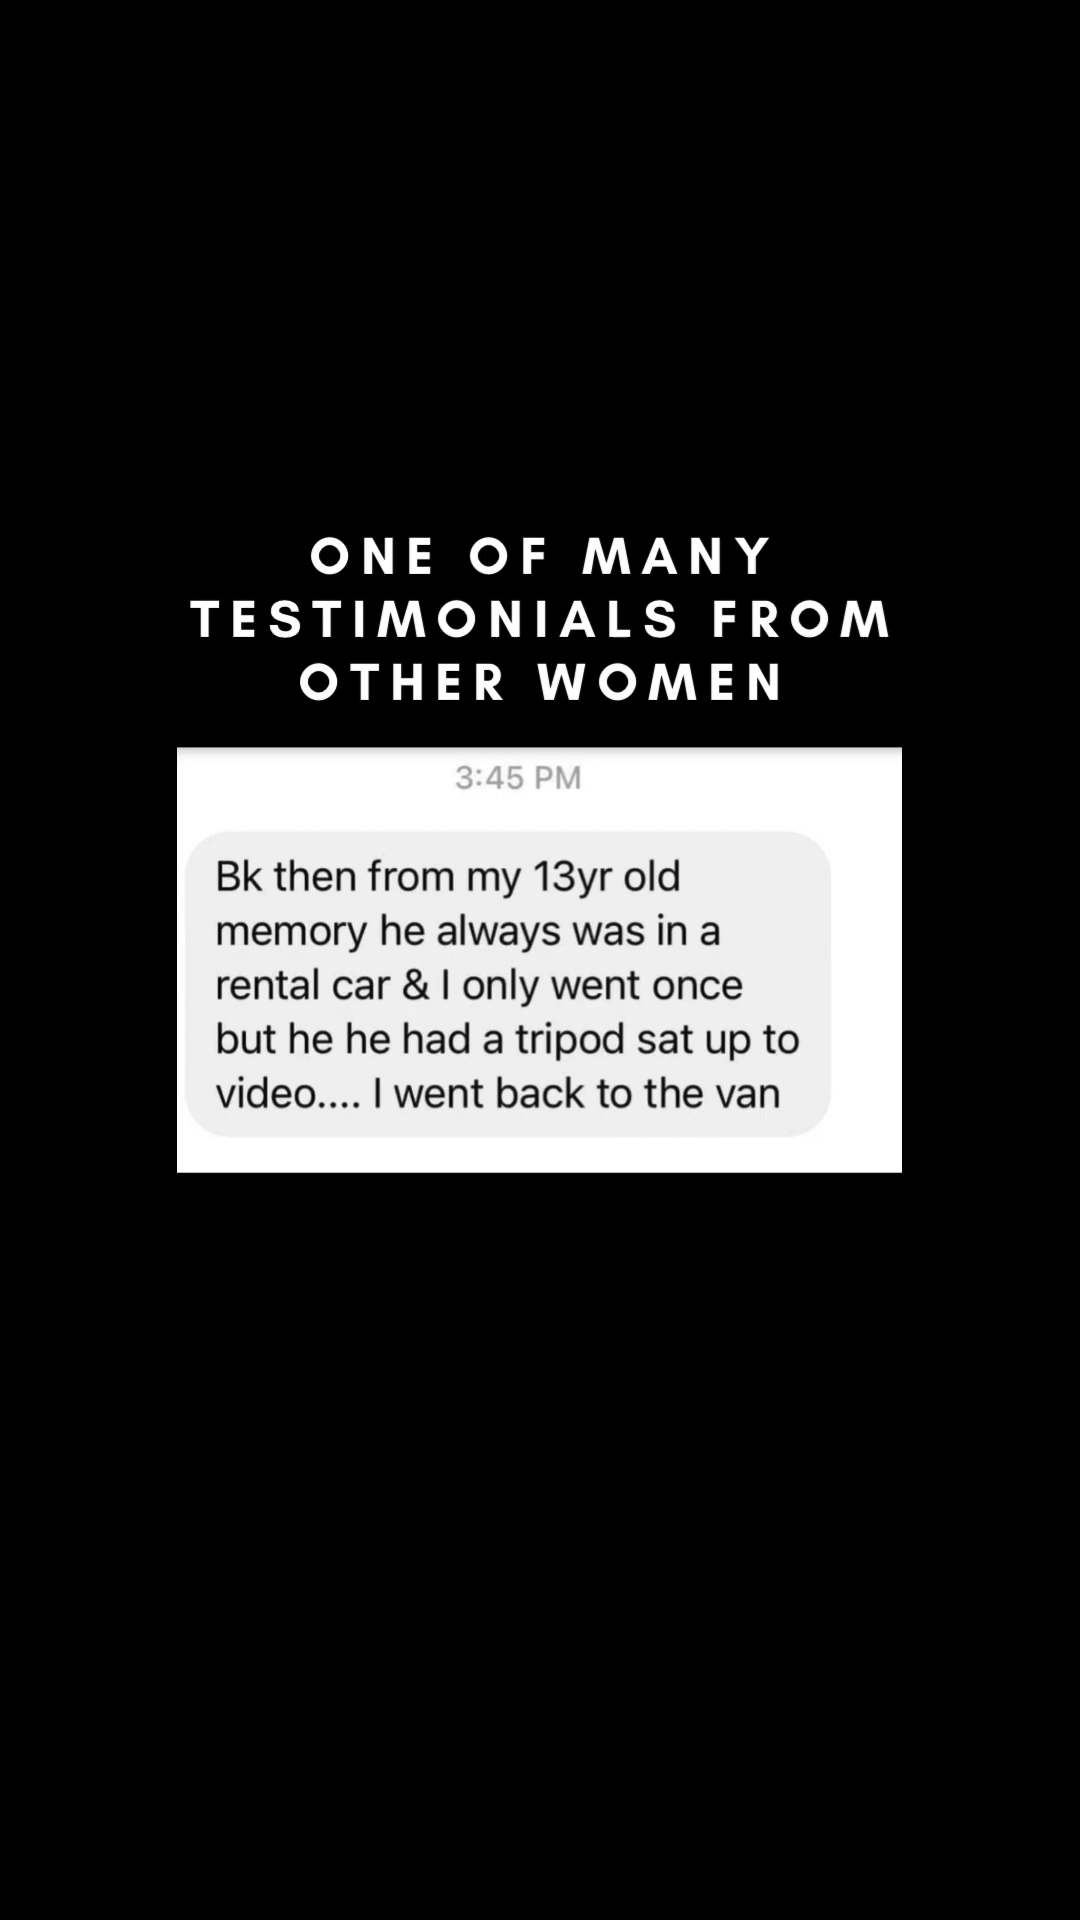 ONE OF MANY
TESTIMONIALS FROM
OTHER WOMEN
3:45 PM
Bk then from my 13yr old
memory he always was in a
rental car & I only went once
but he he had a tripod sat up to
video.... I went back to the van